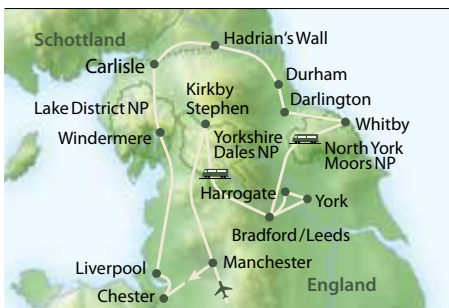 Schottland
Hadrian's Wall
Carlisle
Durham
Kirkby
Stephen
Darlington
Lake District NP
Whitby
Windermere
Yorkshire
Dales NP
North York
Moors NP
Harrogate
York
Bradford/Leeds
Liverpool
Manchester
Chester
England